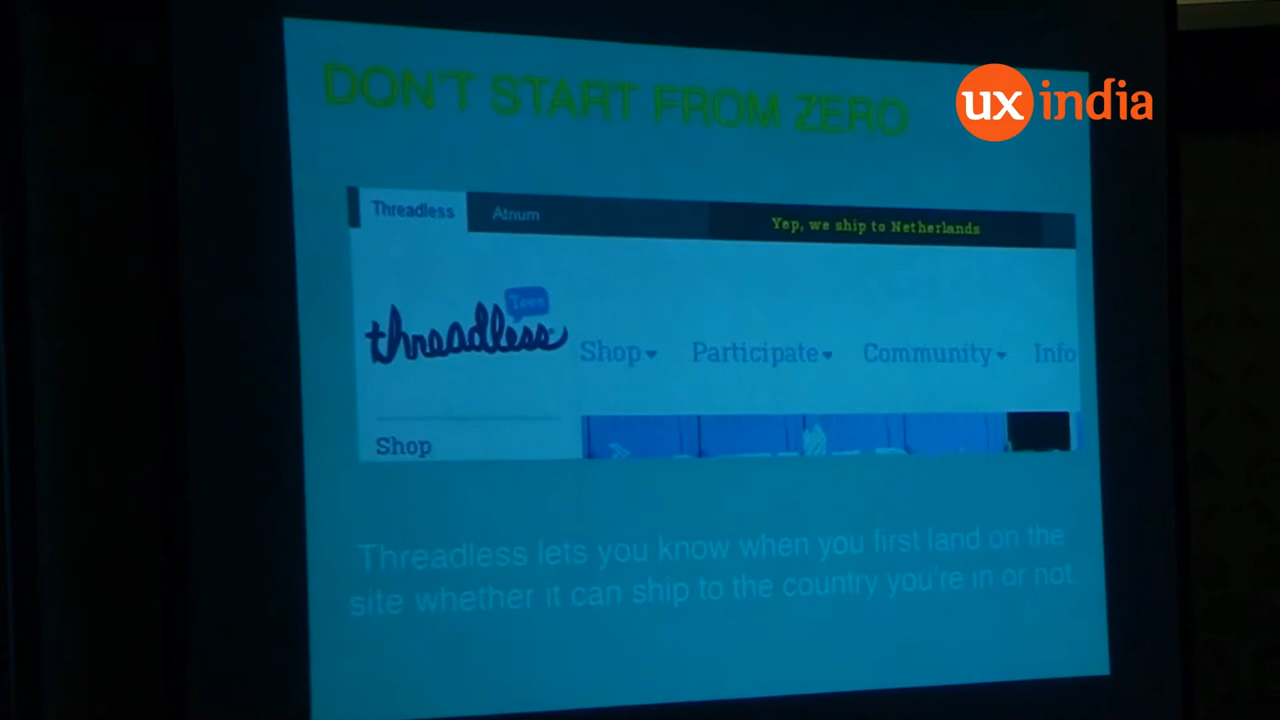 DON'T START FROM ZERO
ux india
Threadless
Atrium
Yep, we ship to Netherlands
Tees
threadless
Shop
Participate
Community
Info
Shop
Threadless lets you know when you first land on the
site whether it can ship to the country you're in or not.